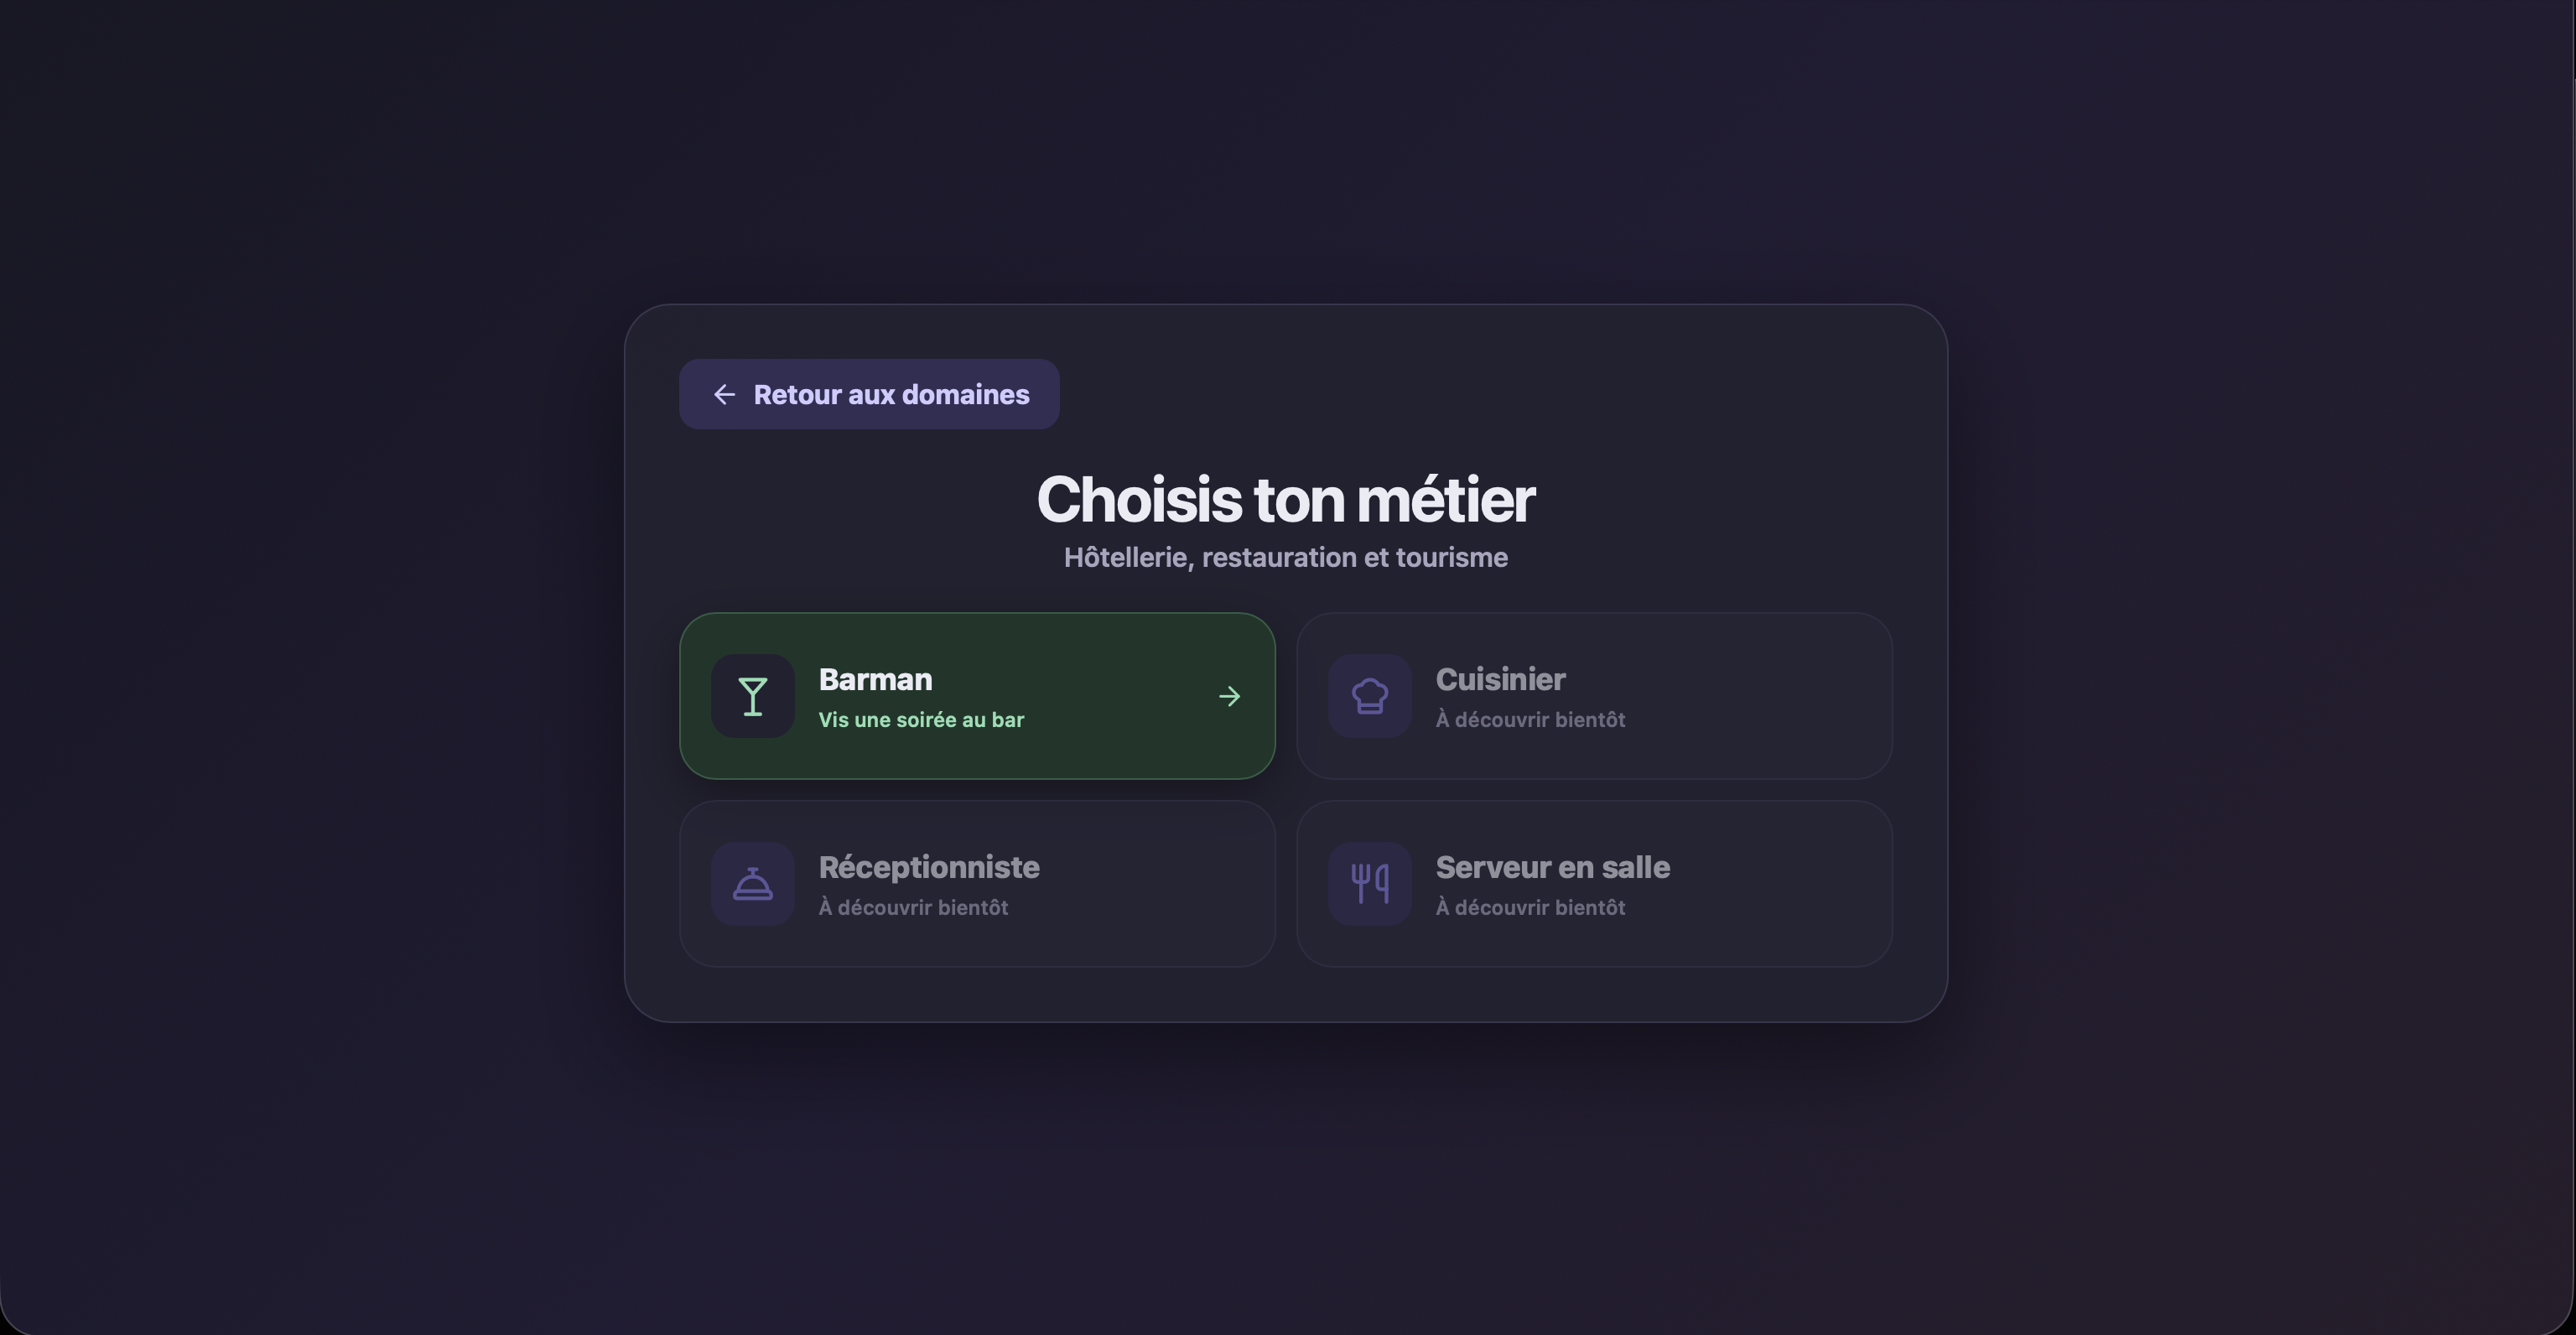 Retour aux domaines
Choisis ton métier
Hôtellerie, restauration et tourisme
Barman
Vis une soirée au bar
Cuisinier
À découvrir bientôt
Réceptionniste
À découvrir bientôt
Serveur en salle
À découvrir bientôt